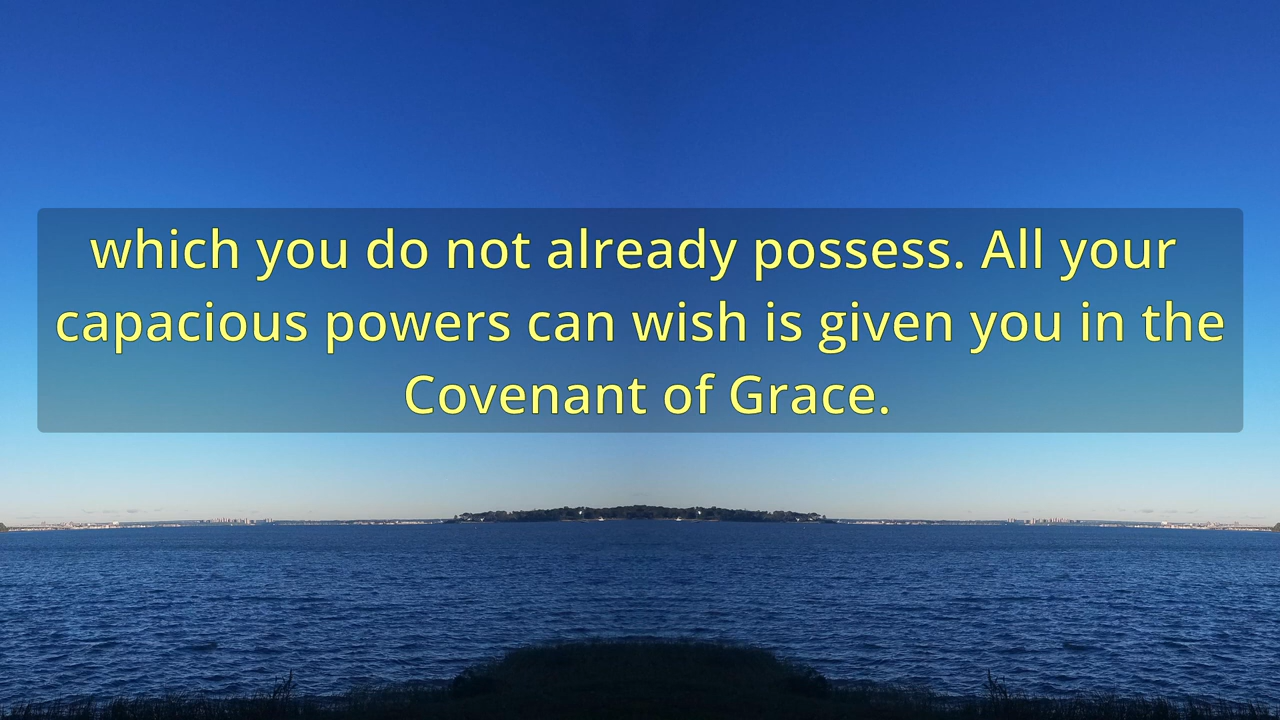 which you do not already possess. All your
capacious powers can wish is given you in the
Covenant of Grace.